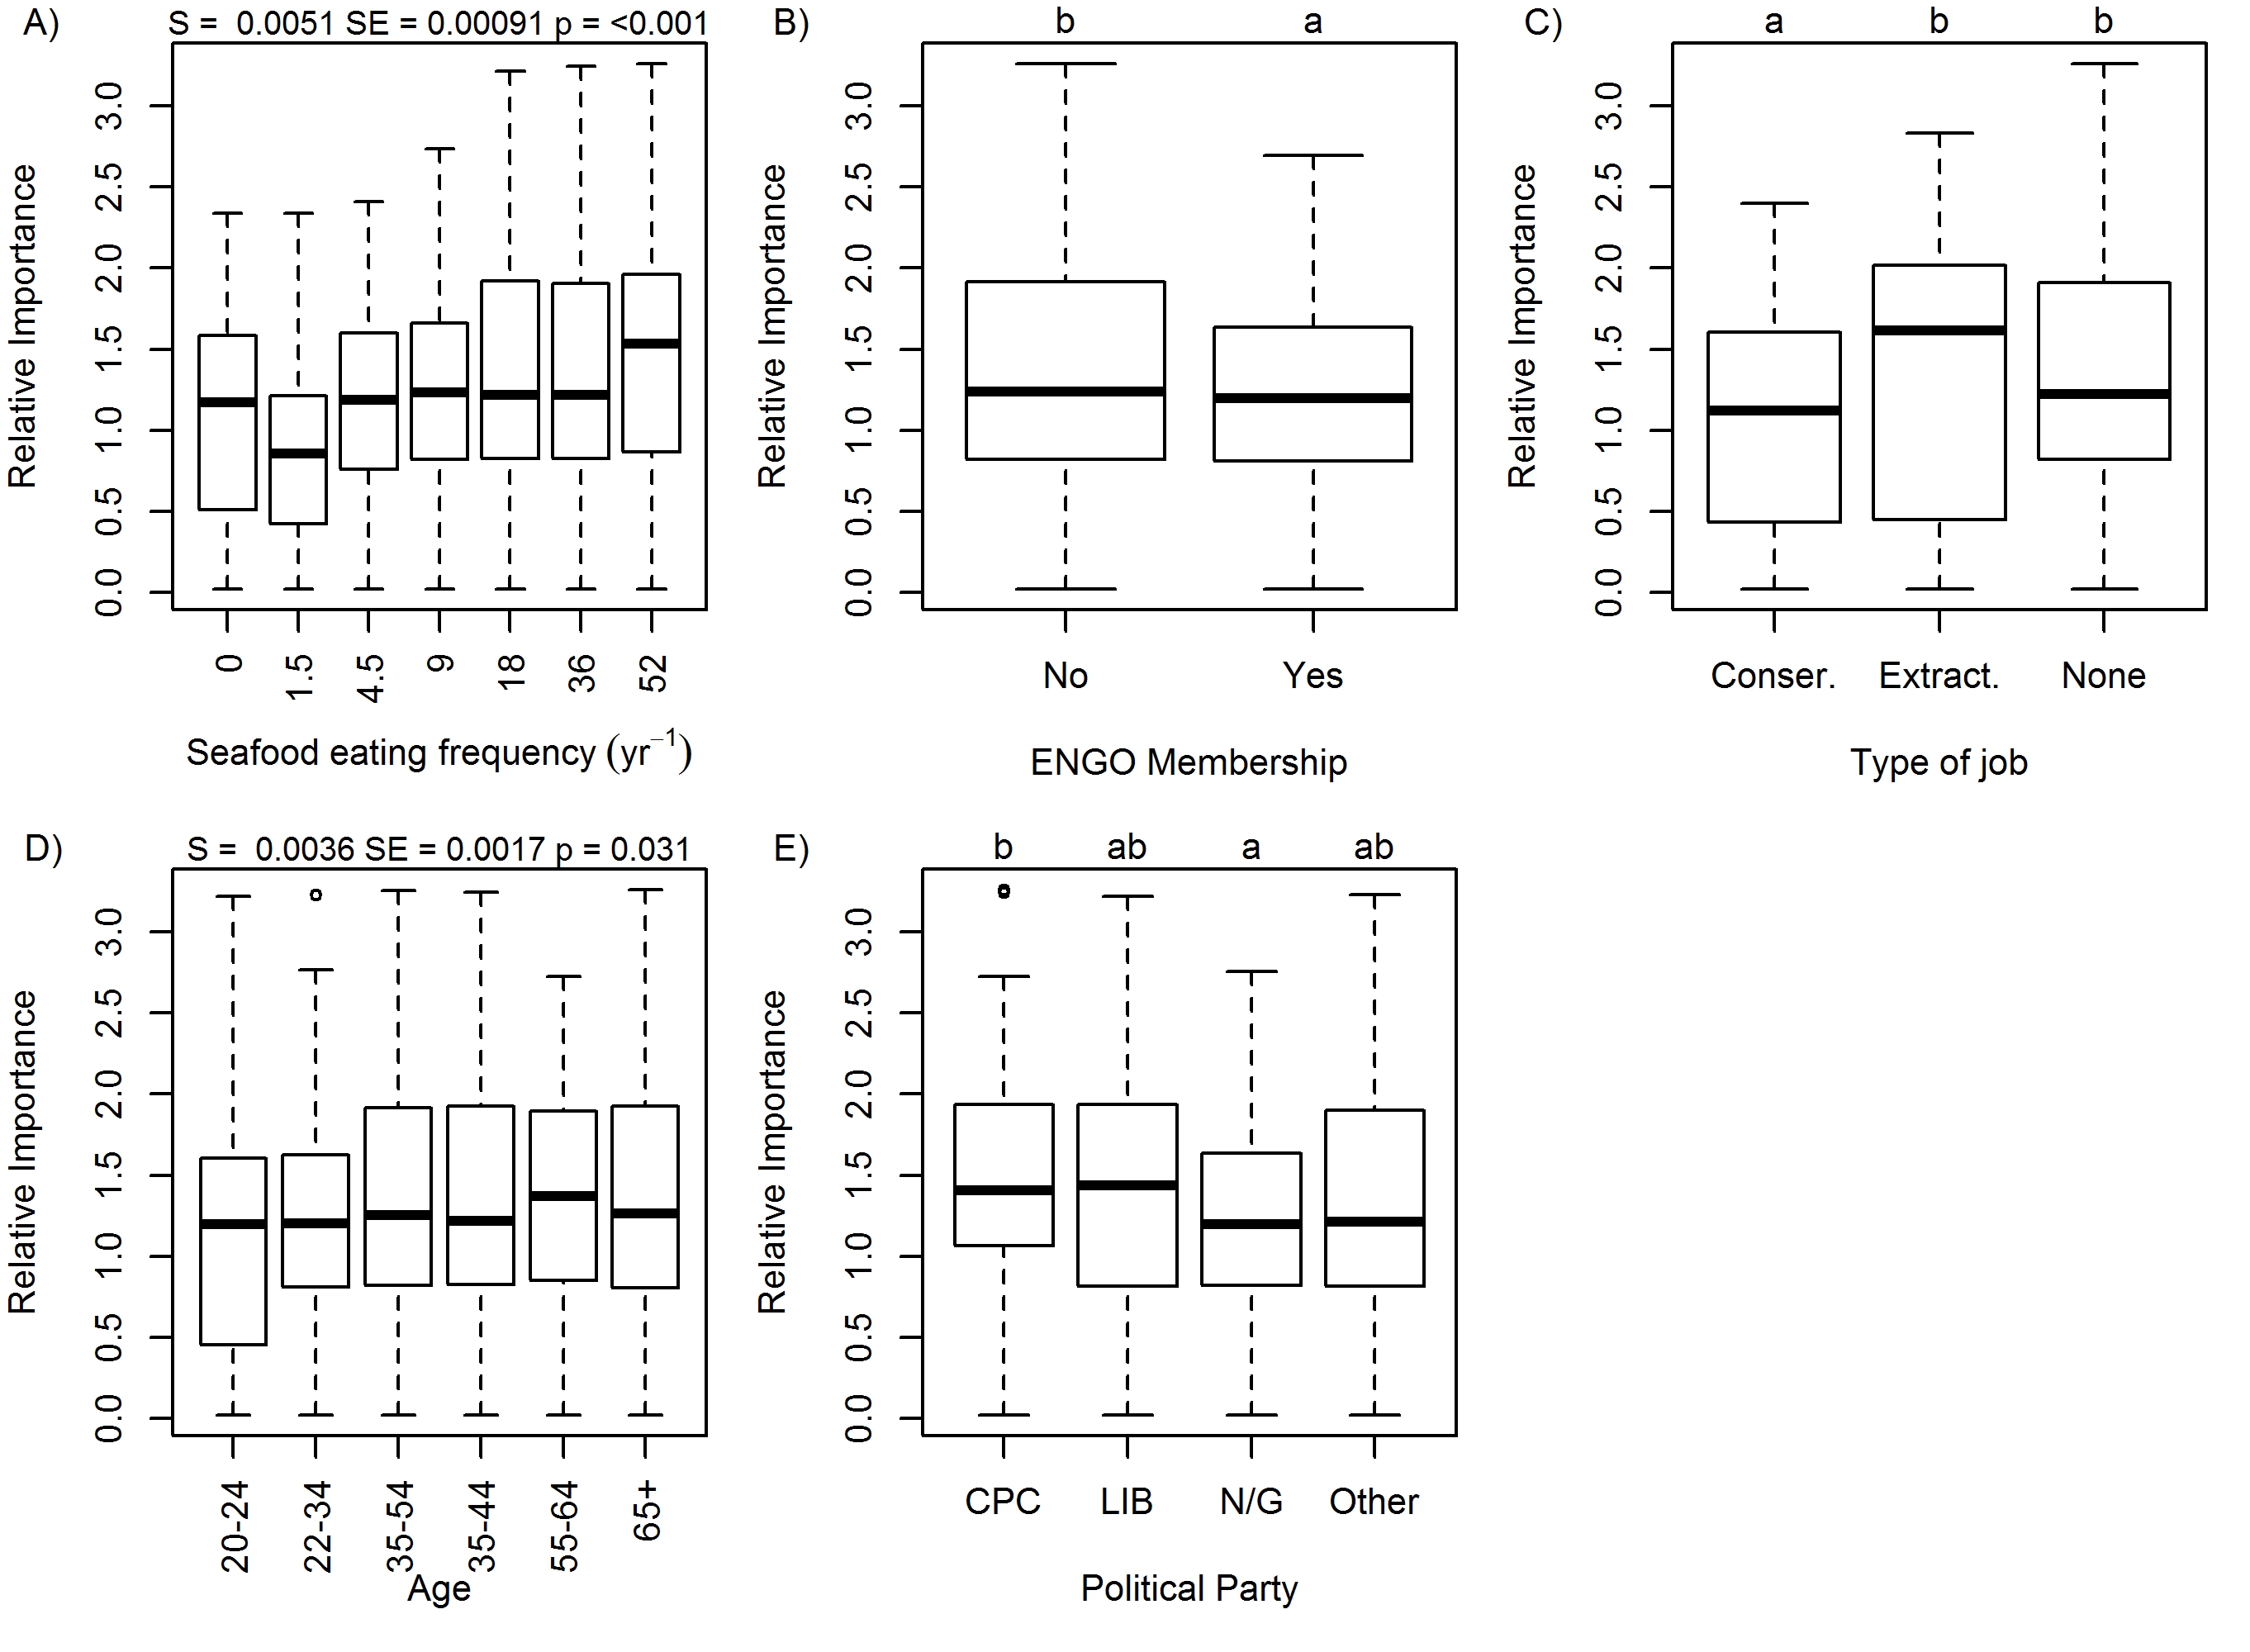 A)
S =  0.0051 SE = 0.00091 p = <0.001
Relative Importance
0.0 0.5 1.0 1.5 2.0 2.5 3.0
0 1.5 4.5 9 18 36 52
Seafood eating frequency (yr⁻¹)
B)
b a
Relative Importance
0.0 0.5 1.0 1.5 2.0 2.5 3.0
No Yes
ENGO Membership
C)
a b b
Relative Importance
0.0 0.5 1.0 1.5 2.0 2.5 3.0
Conser. Extract. None
Type of job
D)
S =  0.0036 SE = 0.0017 p = 0.031
Relative Importance
0.0 0.5 1.0 1.5 2.0 2.5 3.0
20-24 22-34 35-54 35-44 55-64 65+
Age
E)
b ab a ab
Relative Importance
0.0 0.5 1.0 1.5 2.0 2.5 3.0
CPC LIB N/G Other
Political Party